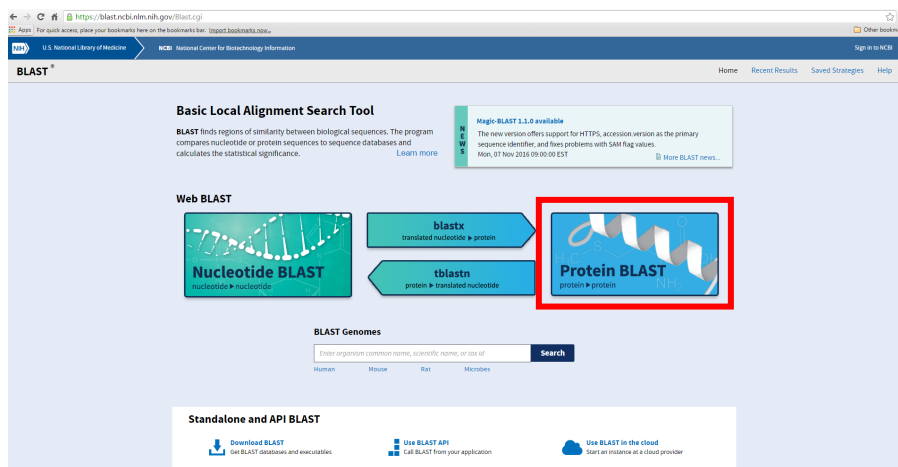 https://blast.ncbi.nlm.nih.gov/Blast.cgi
Apps For quick access, place your bookmarks here on the bookmarks bar. Import bookmarks now... Other bookm
NIH U.S. National Library of Medicine NCBI National Center for Biotechnology Information Sign in to NCBI
BLAST ® Home Recent Results Saved Strategies Help
Basic Local Alignment Search Tool
BLAST finds regions of similarity between biological sequences. The program
compares nucleotide or protein sequences to sequence databases and
calculates the statistical significance. Learn more
NEWS
Magic-BLAST 1.1.0 available
The new version offers support for HTTPS, accession.version as the primary
sequence identifier, and fixes problems with SAM flag values.
Mon, 07 Nov 2016 09:00:00 EST More BLAST news...
Web BLAST
Nucleotide BLAST
nucleotide ▶ nucleotide
blastx
translated nucleotide ▶ protein
tblastn
protein ▶ translated nucleotide
Protein BLAST
protein ▶ protein
BLAST Genomes
Enter organism common name, scientific name, or tax id Search
Human Mouse Rat Microbes
Standalone and API BLAST
Download BLAST
Get BLAST databases and executables
Use BLAST API
Call BLAST from your application
Use BLAST in the cloud
Start an instance at a cloud provider